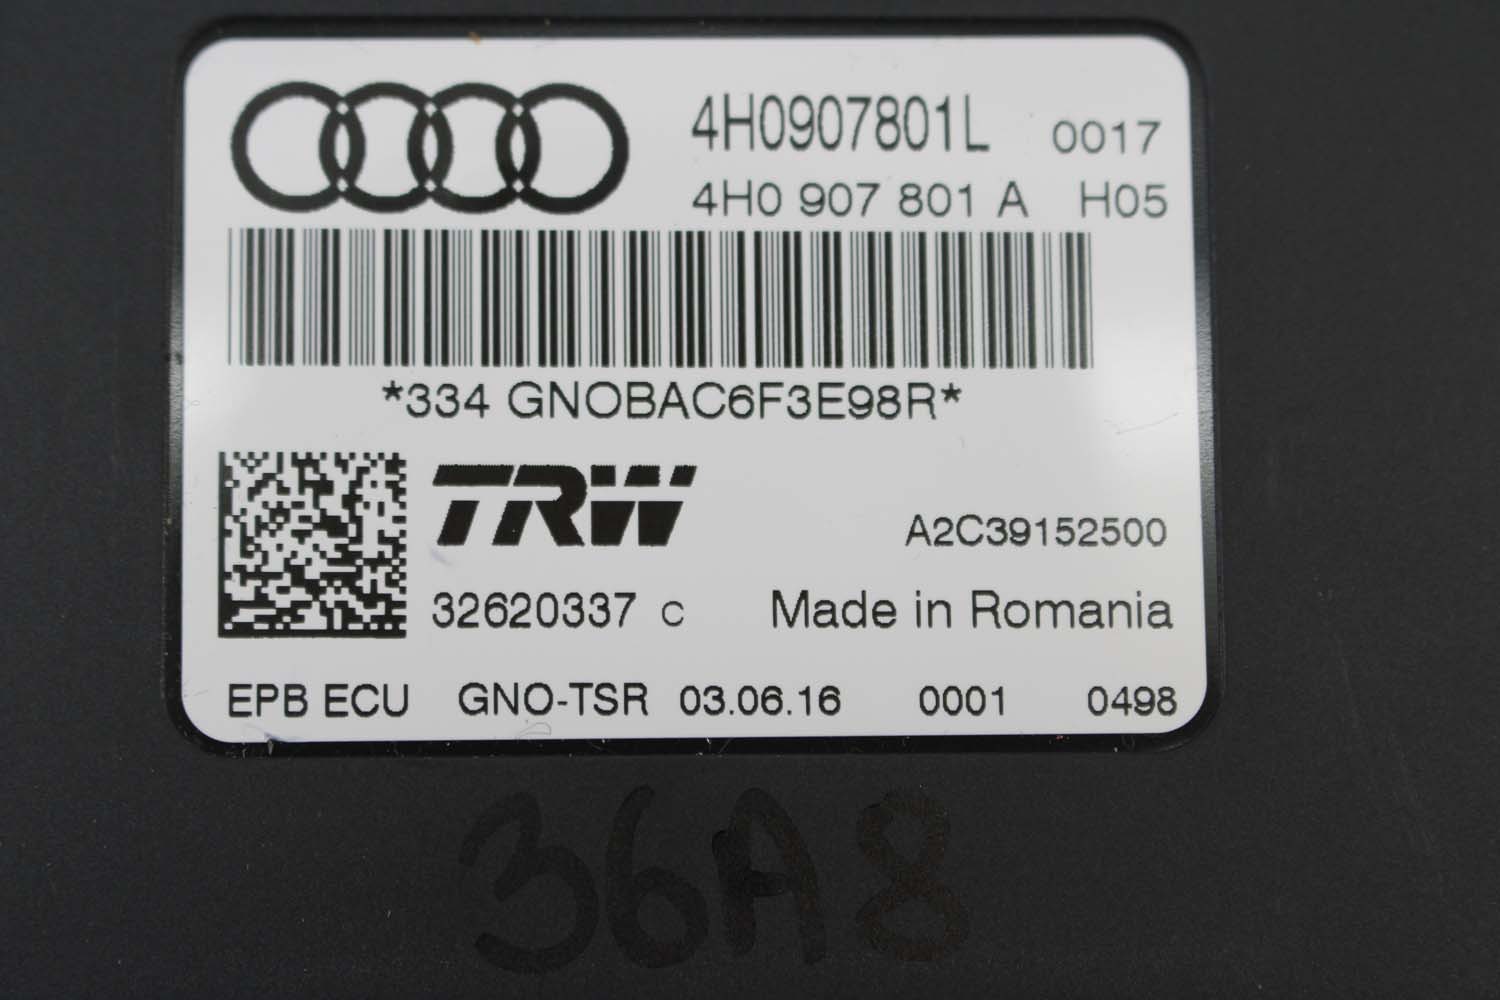 4H0907801L 0017
4H0 907 801 A H05
*334 GNOBAC6F3E98R*
TRW A2C39152500
32620337 C Made in Romania
EPB ECU GNO-TSR 03.06.16 0001 0498
36A8